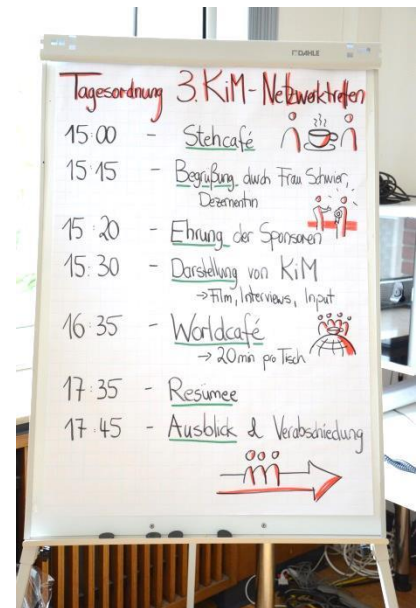 DAHLE
Tagesordnung 3. KiM-Netzwerktreffen
15:00 - Stehcafé
15:15 - Begrüßung durch Frau Schwier,
Dezernentin
15:20 - Ehrung der Sponsoren
15:30 - Darstellung von KiM
→ Film, Interviews, Input
16:35 - Worldcafé
→ 20min pro Tisch
17:35 - Resümee
17:45 - Ausblick & Verabschiedung